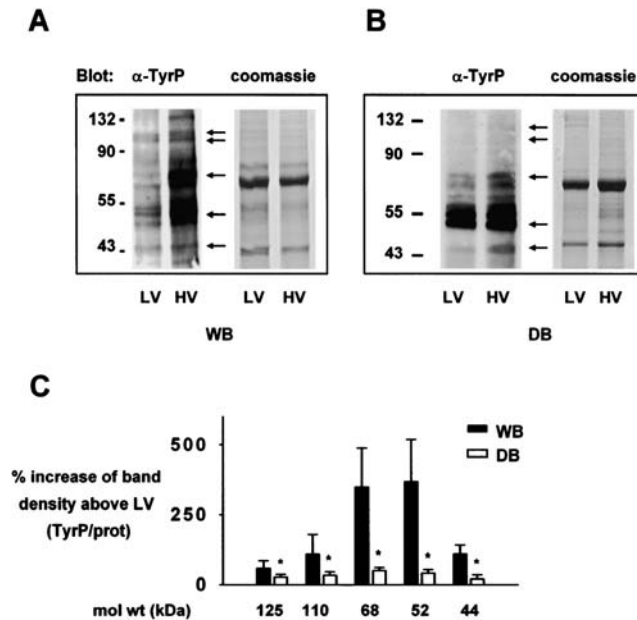 A
B
Blot: α-TyrP coomassie
α-TyrP coomassie
132 -
90 -
55 -
43 -
132 –
90 –
55 –
43 –
LV HV LV HV
LV HV LV HV
WB
DB
C
% increase of band
density above LV
(TyrP/prot)
500
250
0
WB
DB
* * * * *
mol wt (kDa) 125 110 68 52 44